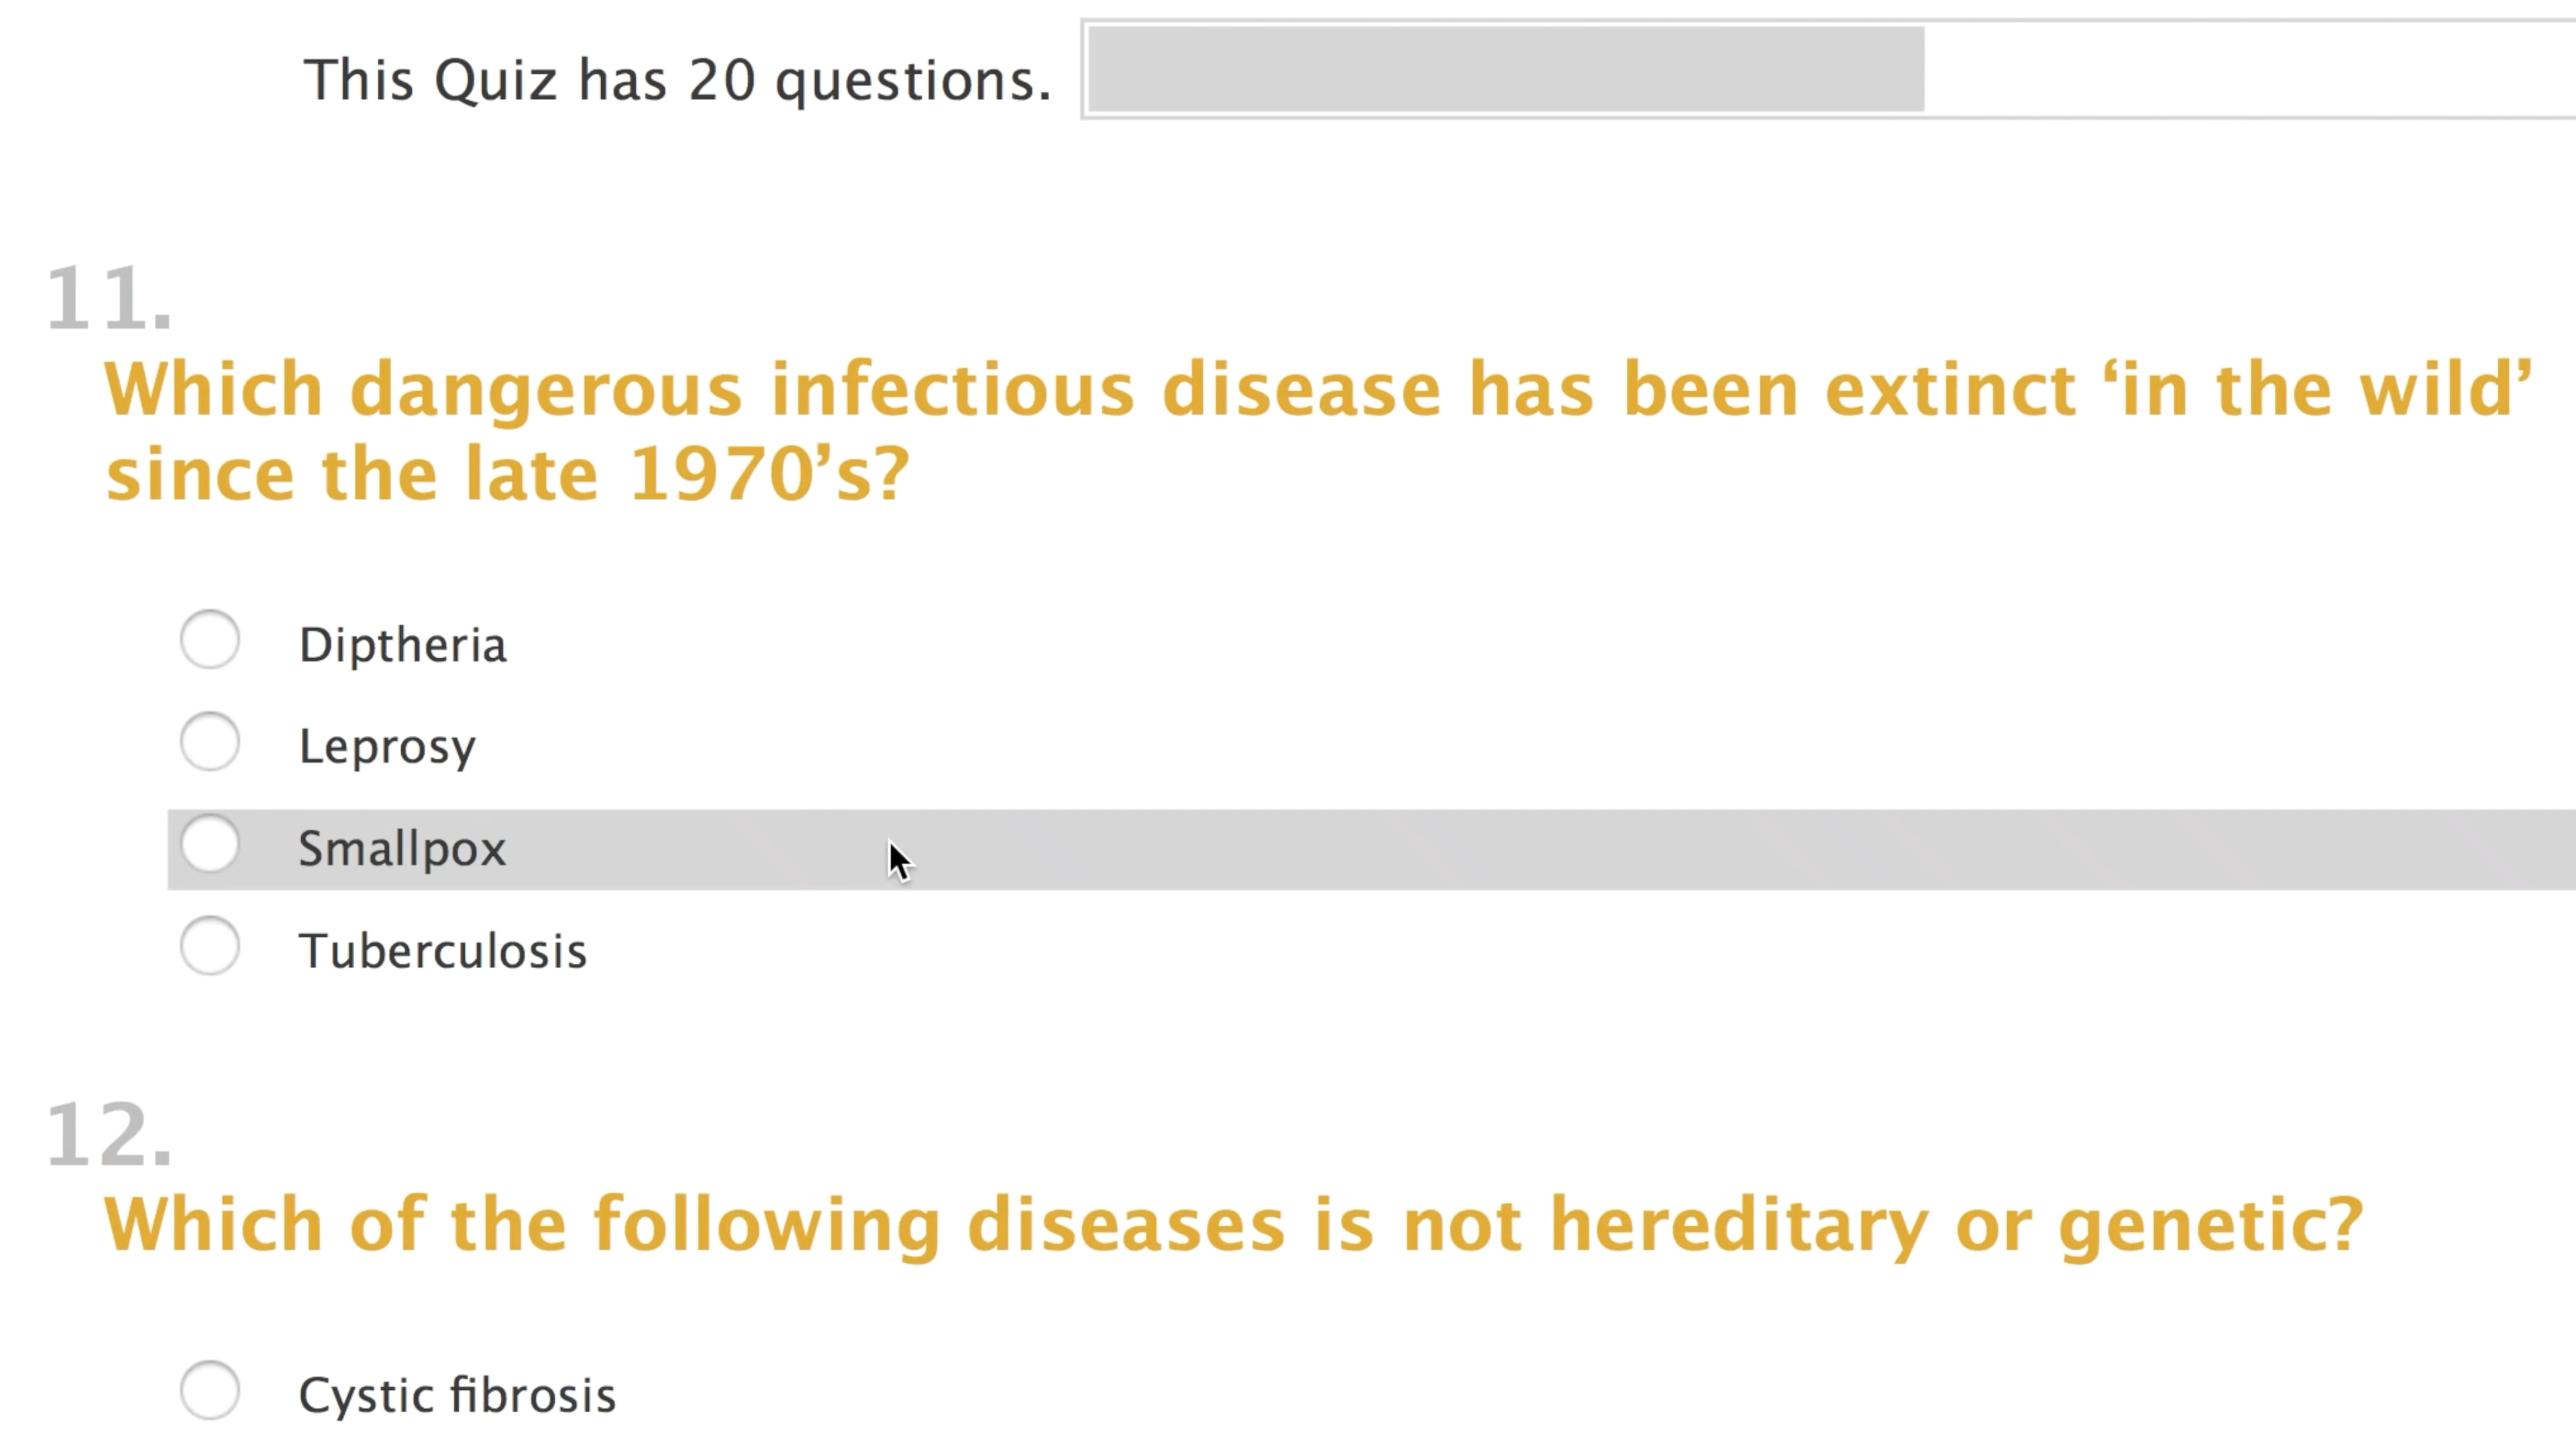 This Quiz has 20 questions.
11.
Which dangerous infectious disease has been extinct ‘in the wild’
since the late 1970’s?
Diptheria
Leprosy
Smallpox
Tuberculosis
12.
Which of the following diseases is not hereditary or genetic?
Cystic fibrosis